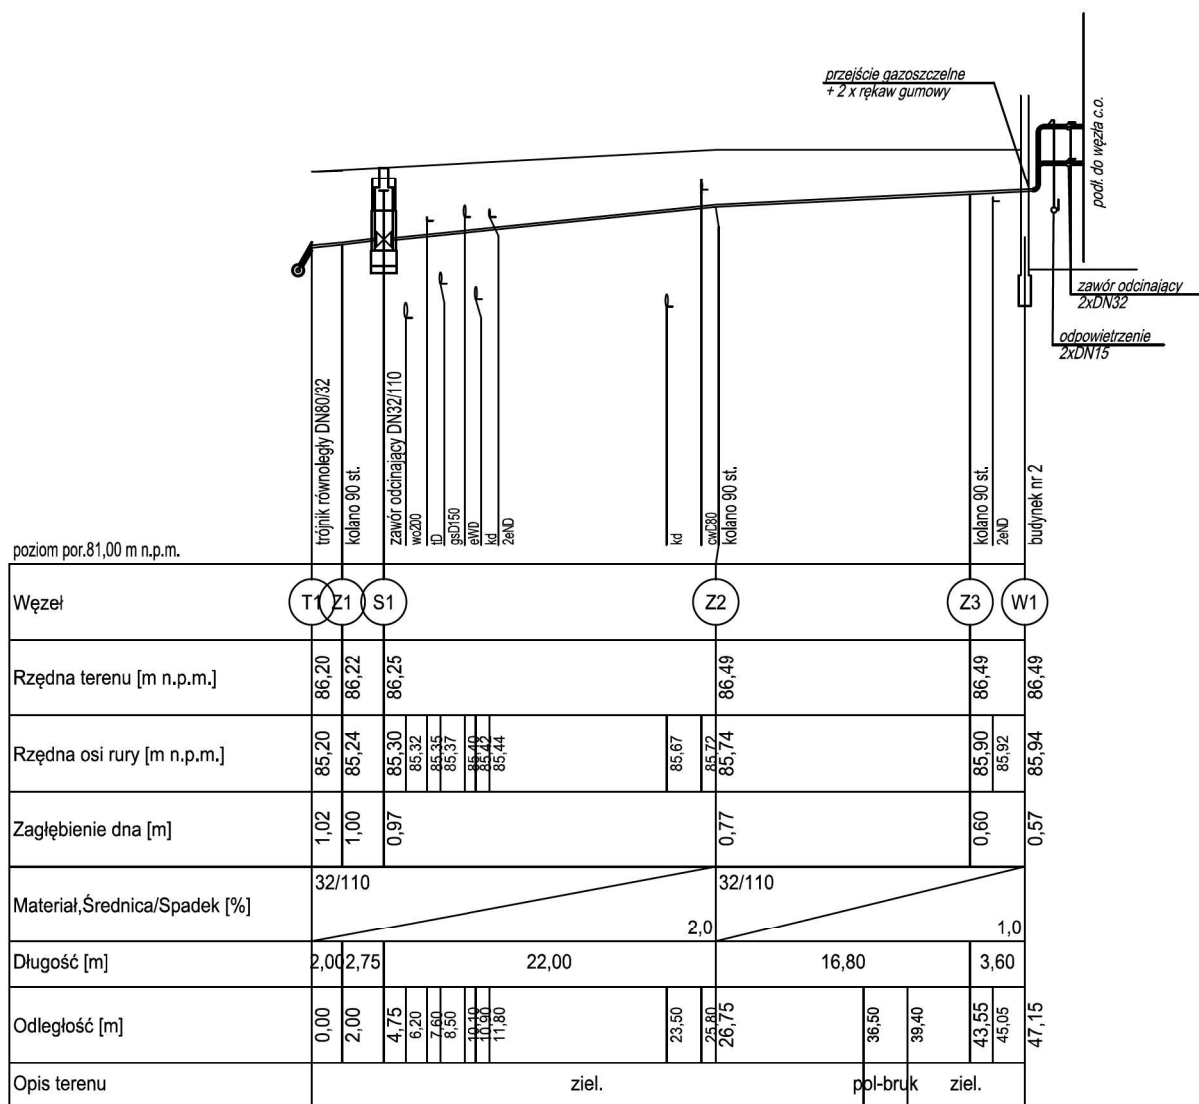 przejście gazoszczelne
+ 2 x rękaw gumowy
podł. do węzła c.o.
zawór odcinający
2xDN32
odpowietrzenie
2xDN15
trójnik równoległy DN80/32
kolano 90 st.
zawór odcinający DN32/110
wo200
tD
gsD150
eWD
kd
2eND
kd
cwD80
kolano 90 st.
kolano 90 st.
2eND
budynek nr 2
poziom por.81,00 m n.p.m.
Węzeł T1 Z1 S1 Z2 Z3 W1
Rzędna terenu [m n.p.m.] 86,20 86,22 86,25 86,49 86,49 86,49
Rzędna osi rury [m n.p.m.] 85,20 85,24 85,30 85,32 85,35 85,37 85,40 85,42 85,44 85,67 85,72 85,74 85,90 85,92 85,94
Zagłębienie dna [m] 1,02 1,00 0,97 0,77 0,60 0,57
Materiał,Średnica/Spadek [%] 32/110 2,0 32/110 1,0
Długość [m] 2,00 2,75 22,00 16,80 3,60
Odległość [m] 0,00 2,00 4,75 6,20 7,60 8,50 10,10 10,90 11,80 23,50 25,80 26,75 36,50 39,40 43,55 45,05 47,15
Opis terenu ziel. pol-bruk ziel.